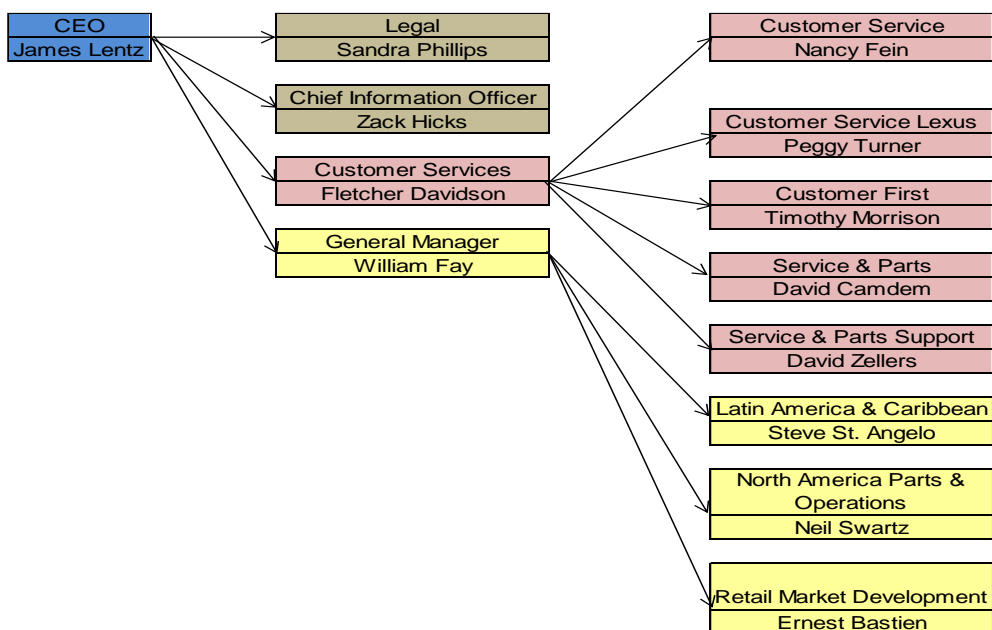 CEO
James Lentz
Legal
Sandra Phillips
Chief Information Officer
Zack Hicks
Customer Services
Fletcher Davidson
General Manager
William Fay
Customer Service
Nancy Fein
Customer Service Lexus
Peggy Turner
Customer First
Timothy Morrison
Service & Parts
David Camdem
Service & Parts Support
David Zellers
Latin America & Caribbean
Steve St. Angelo
North America Parts &
Operations
Neil Swartz
Retail Market Development
Ernest Bastien